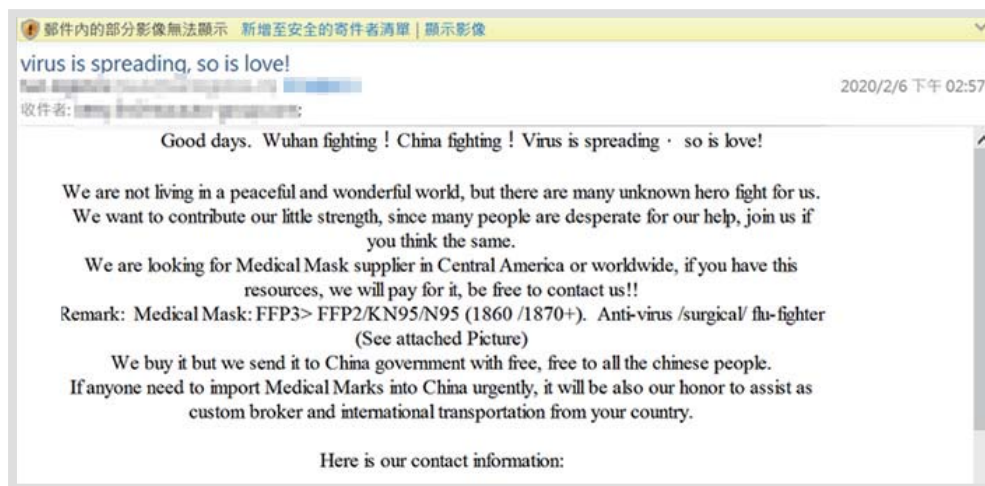 郵件內的部分影像無法顯示 新增至安全的寄件者清單 | 顯示影像
virus is spreading, so is love!
2020/2/6 下午 02:57
收件者:
Good days. Wuhan fighting！China fighting！Virus is spreading · so is love!
We are not living in a peaceful and wonderful world, but there are many unknown hero fight for us.
We want to contribute our little strength, since many people are desperate for our help, join us if
you think the same.
We are looking for Medical Mask supplier in Central America or worldwide, if you have this
resources, we will pay for it, be free to contact us!!
Remark: Medical Mask: FFP3> FFP2/KN95/N95 (1860 /1870+). Anti-virus /surgical/ flu-fighter
(See attached Picture)
We buy it but we send it to China government with free, free to all the chinese people.
If anyone need to import Medical Marks into China urgently, it will be also our honor to assist as
custom broker and international transportation from your country.
Here is our contact information: